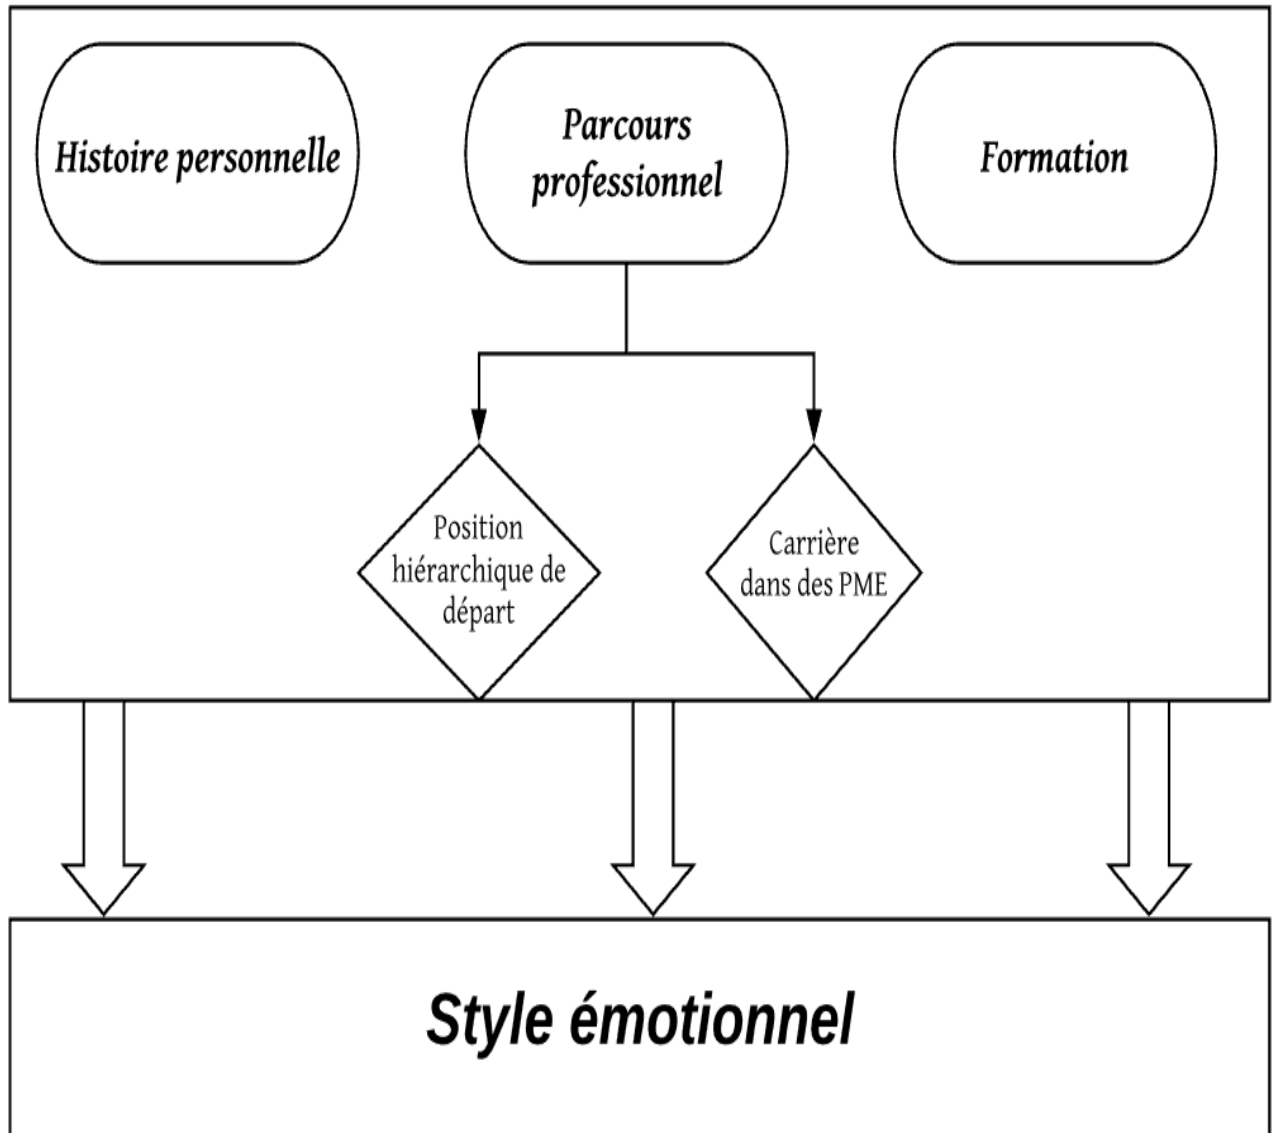 Histoire personnelle
Parcours
professionnel
Formation
Position
hiérarchique de
départ
Carrière
dans des PME
Style émotionnel